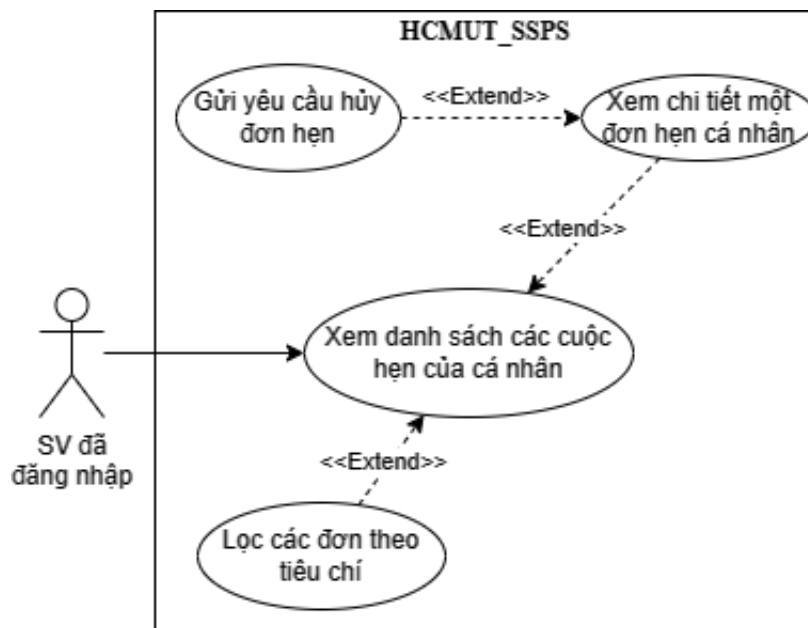 HCMUT_SSPS
Gửi yêu cầu hủy
đơn hẹn
<<Extend>>
Xem chi tiết một
đơn hẹn cá nhân
<<Extend>>
Xem danh sách các cuộc
hẹn của cá nhân
SV đã
đăng nhập
<<Extend>>
Lọc các đơn theo
tiêu chí